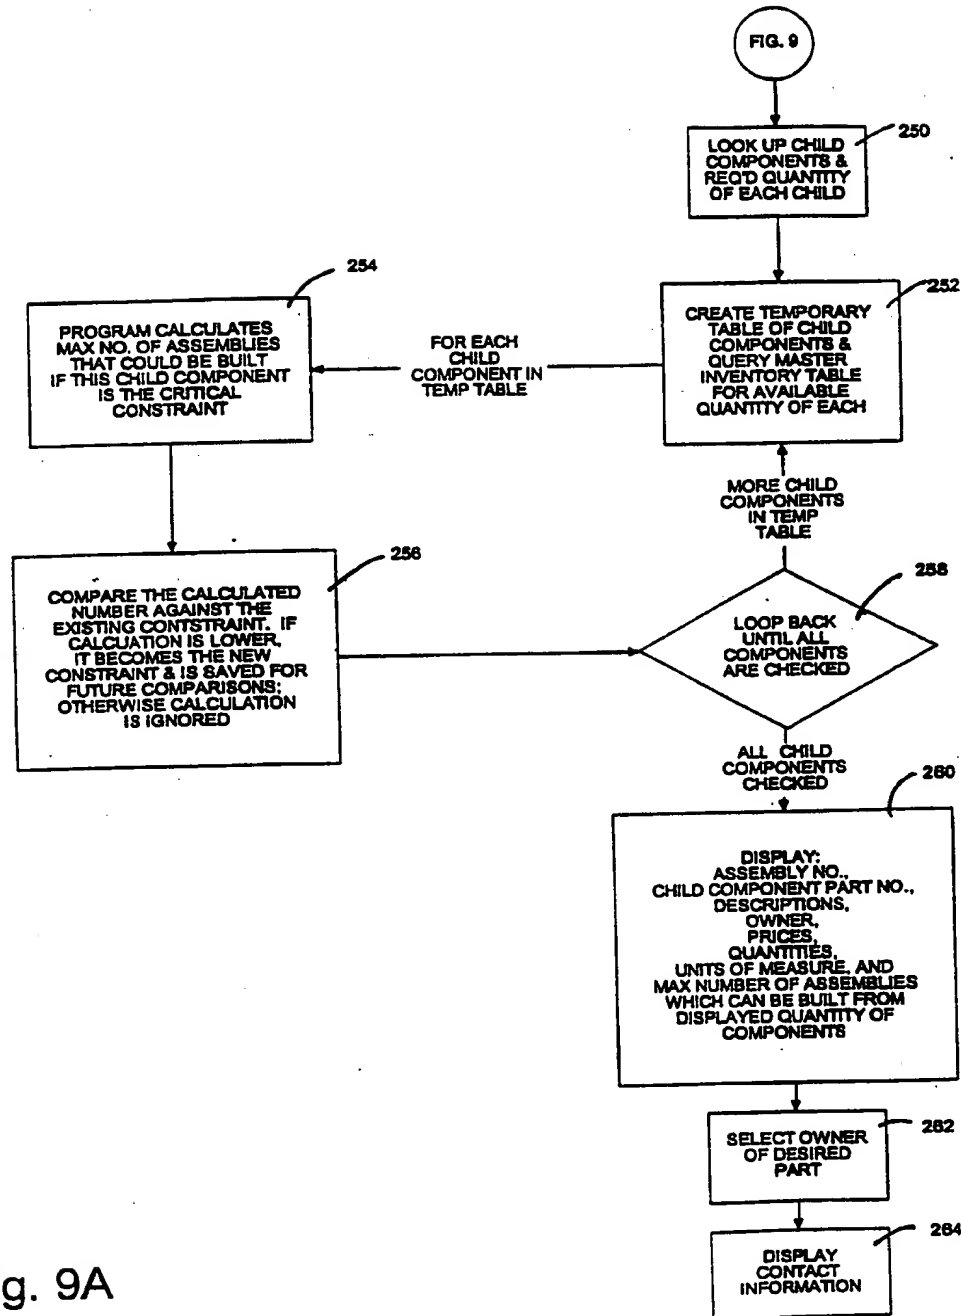 FIG. 9
250
LOOK UP CHILD
COMPONENTS &
REQ'D QUANTITY
OF EACH CHILD
254
252
PROGRAM CALCULATES
MAX NO. OF ASSEMBLIES
THAT COULD BE BUILT
IF THIS CHILD COMPONENT
IS THE CRITICAL
CONSTRAINT
FOR EACH
CHILD
COMPONENT IN
TEMP TABLE
CREATE TEMPORARY
TABLE OF CHILD
COMPONENTS &
QUERY MASTER
INVENTORY TABLE
FOR AVAILABLE
QUANTITY OF EACH
MORE CHILD
COMPONENTS
IN TEMP
TABLE
256
COMPARE THE CALCULATED
NUMBER AGAINST THE
EXISTING CONTSTRAINT. IF
CALCUATION IS LOWER,
IT BECOMES THE NEW
CONSTRAINT & IS SAVED FOR
FUTURE COMPARISONS;
OTHERWISE CALCULATION
IS IGNORED
258
LOOP BACK
UNTIL ALL
COMPONENTS
ARE CHECKED
ALL CHILD
COMPONENTS
CHECKED
260
DISPLAY:
ASSEMBLY NO.,
CHILD COMPONENT PART NO.,
DESCRIPTIONS,
OWNER,
PRICES,
QUANTITIES,
UNITS OF MEASURE, AND
MAX NUMBER OF ASSEMBLIES
WHICH CAN BE BUILT FROM
DISPLAYED QUANTITY OF
COMPONENTS
262
SELECT OWNER
OF DESIRED
PART
264
DISPLAY
CONTACT
INFORMATION
g. 9A